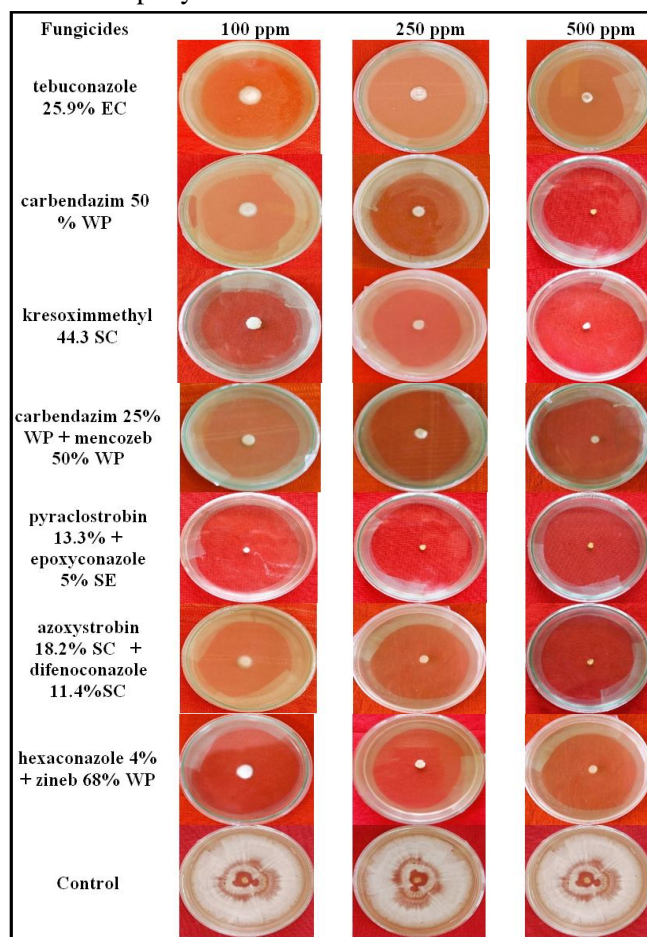 Fungicides 100 ppm 250 ppm 500 ppm
tebuconazole
25.9% EC
carbendazim 50
% WP
kresoximmethyl
44.3 SC
carbendazim 25%
WP + mencozeb
50% WP
pyraclostrobin
13.3% +
epoxyconazole
5% SE
azoxystrobin
18.2% SC +
difenoconazole
11.4%SC
hexaconazole 4%
+ zineb 68% WP
Control